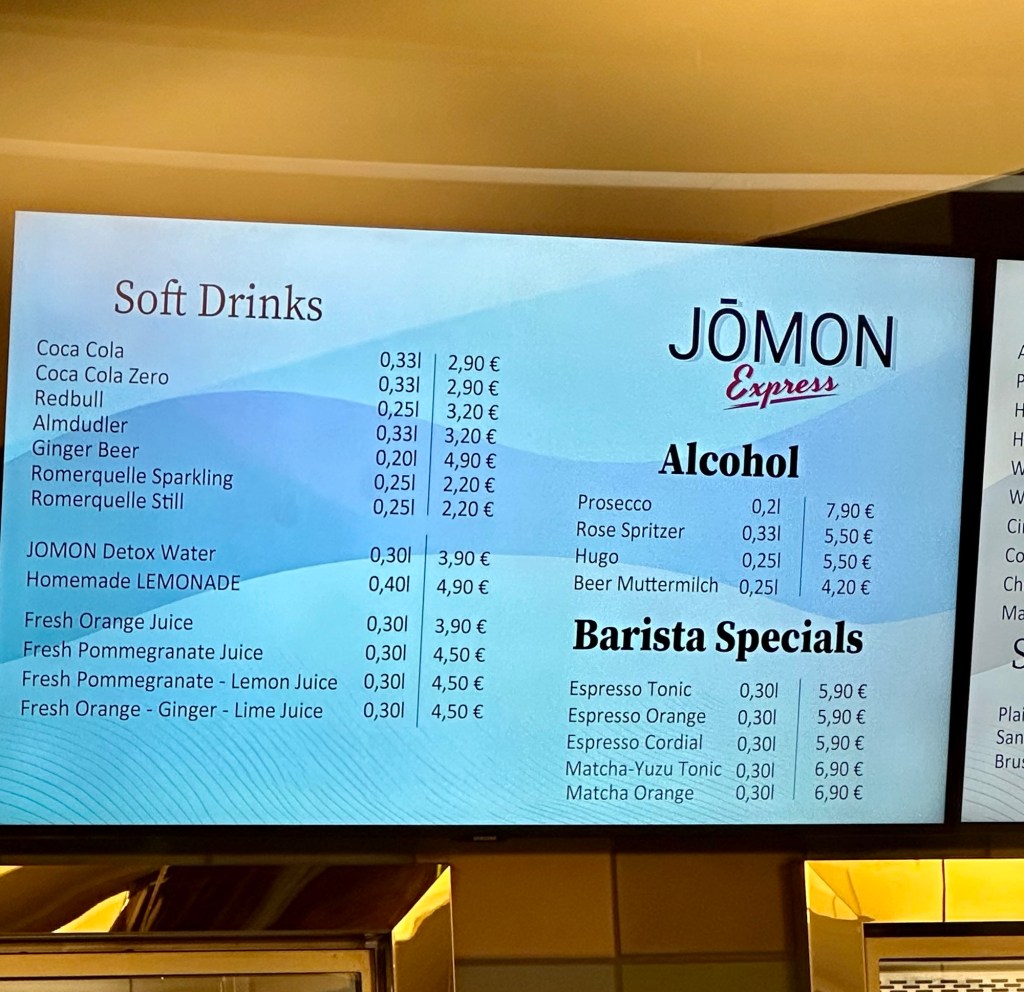 Soft Drinks
Coca Cola 0,33l 2,90 €
Coca Cola Zero 0,33l 2,90 €
Redbull 0,25l 3,20 €
Almdudler 0,33l 3,20 €
Ginger Beer 0,20l 4,90 €
Romerquelle Sparkling 0,25l 2,20 €
Romerquelle Still 0,25l 2,20 €
JOMON Detox Water 0,30l 3,90 €
Homemade LEMONADE 0,40l 4,90 €
Fresh Orange Juice 0,30l 3,90 €
Fresh Pommegranate Juice 0,30l 4,50 €
Fresh Pommegranate - Lemon Juice 0,30l 4,50 €
Fresh Orange - Ginger - Lime Juice 0,30l 4,50 €
JŌMON
Express
Alcohol
Prosecco 0,2l 7,90 €
Rose Spritzer 0,33l 5,50 €
Hugo 0,25l 5,50 €
Beer Muttermilch 0,25l 4,20 €
Barista Specials
Espresso Tonic 0,30l 5,90 €
Espresso Orange 0,30l 5,90 €
Espresso Cordial 0,30l 5,90 €
Matcha-Yuzu Tonic 0,30l 6,90 €
Matcha Orange 0,30l 6,90 €